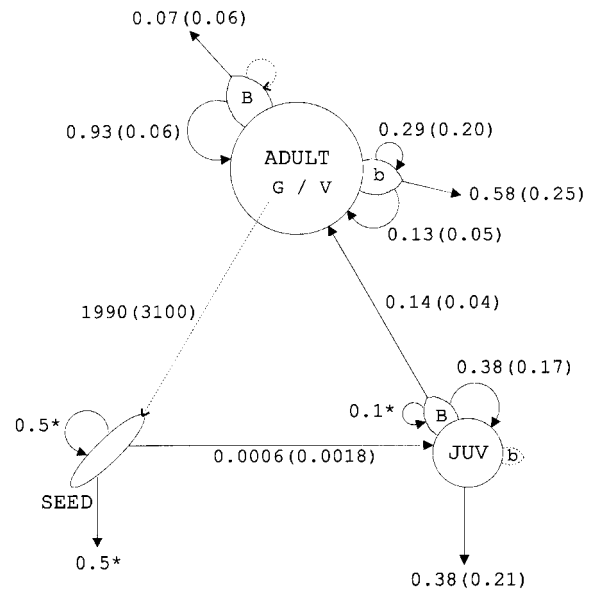 0.07(0.06)
B
0.93(0.06)
0.29(0.20)
ADULT
G / V
b
0.58(0.25)
0.13(0.05)
1990(3100)
0.14(0.04)
0.38(0.17)
0.1*
B
0.5*
JUV
b
0.0006(0.0018)
SEED
0.5*
0.38(0.21)